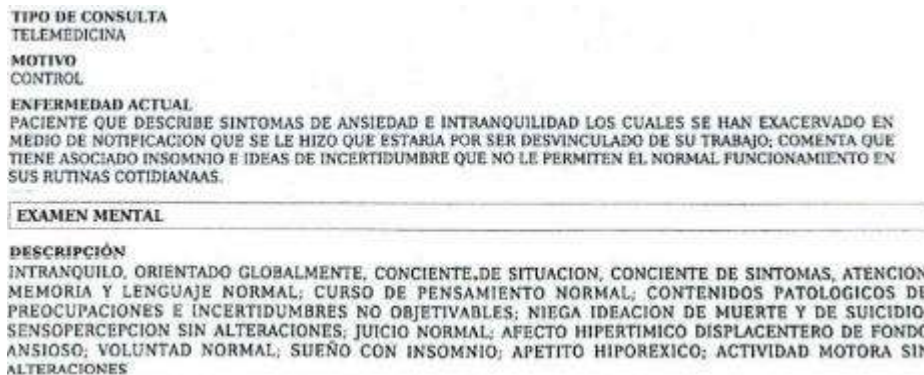 TIPO DE CONSULTA
TELEMEDICINA
MOTIVO
CONTROL
ENFERMEDAD ACTUAL
PACIENTE QUE DESCRIBE SINTOMAS DE ANSIEDAD E INTRANQUILIDAD LOS CUALES SE HAN EXACERVADO EN
MEDIO DE NOTIFICACION QUE SE LE HIZO QUE ESTARIA POR SER DESVINCULADO DE SU TRABAJO; COMENTA QUE
TIENE ASOCIADO INSOMNIO E IDEAS DE INCERTIDUMBRE QUE NO LE PERMITEN EL NORMAL FUNCIONAMIENTO EN
SUS RUTINAS COTIDIANAAS.
EXAMEN MENTAL
DESCRIPCIÓN
INTRANQUILO, ORIENTADO GLOBALMENTE, CONCIENTE.DE SITUACION, CONCIENTE DE SINTOMAS, ATENCION
MEMORIA Y LENGUAJE NORMAL; CURSO DE PENSAMIENTO NORMAL; CONTENIDOS PATOLOGICOS DE
PREOCUPACIONES E INCERTIDUMBRES NO OBJETIVABLES; NIEGA IDEACION DE MUERTE Y DE SUICIDIO
SENSOPERCEPCION SIN ALTERACIONES; JUICIO NORMAL; AFECTO HIPERTIMICO DISPLACENTERO DE FONDO
ANSIOSO; VOLUNTAD NORMAL; SUEÑO CON INSOMNIO; APETITO HIPOREXICO; ACTIVIDAD MOTORA SIN
ALTERACIONES